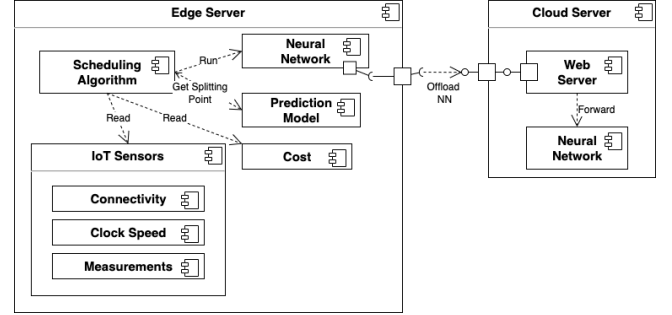 Edge Server
Cloud Server
Scheduling
Algorithm
Run
Neural
Network
Get Splitting
Point
Prediction
Model
Read
Read
Cost
Offload
NN
Web
Server
Forward
Neural
Network
IoT Sensors
Connectivity
Clock Speed
Measurements